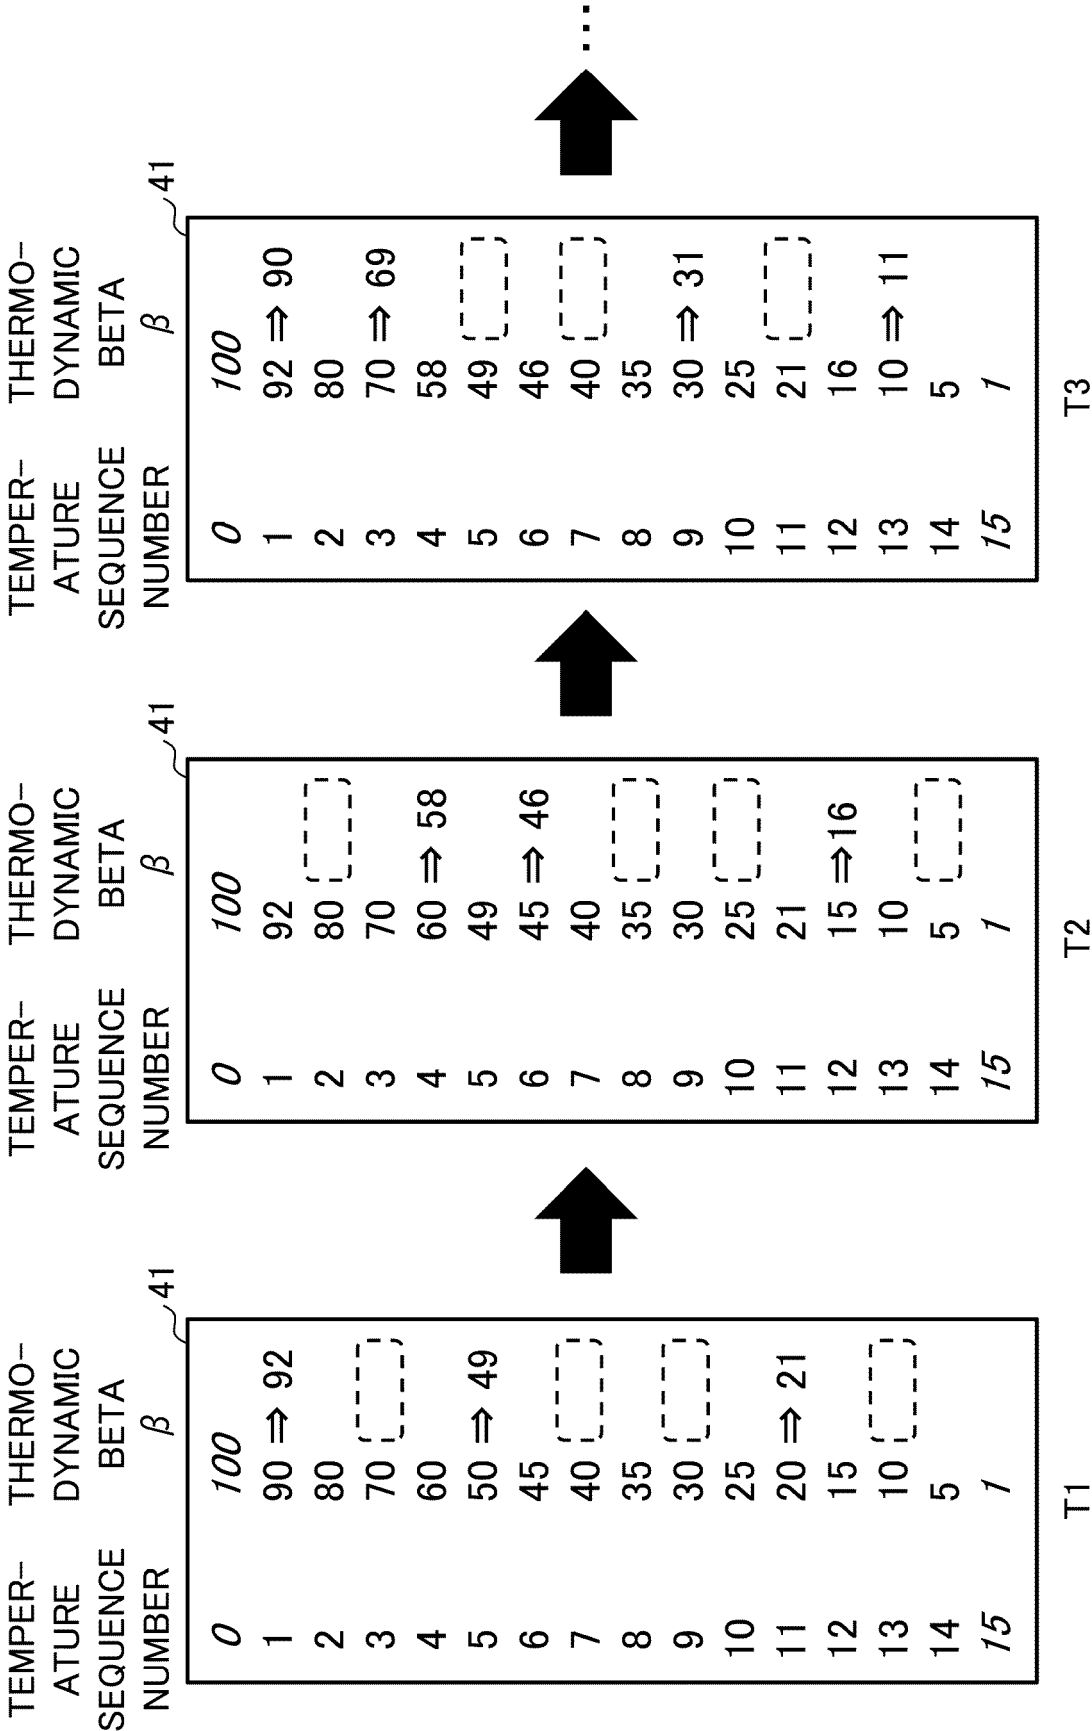 TEMPER- THERMO-
ATURE DYNAMIC
SEQUENCE BETA
NUMBER β 41
0 100
1 90 ⇒ 92
2 80
3 70
4 60
5 50 ⇒ 49
6 45
7 40
8 35
9 30
10 25
11 20 ⇒ 21
12 15
13 10
14 5
15 1
T1
TEMPER- THERMO-
ATURE DYNAMIC
SEQUENCE BETA
NUMBER β 41
0 100
1 92
2 80
3 70
4 60 ⇒ 58
5 49
6 45 ⇒ 46
7 40
8 35
9 30
10 25
11 21
12 15 ⇒ 16
13 10
14 5
15 1
T2
TEMPER- THERMO-
ATURE DYNAMIC
SEQUENCE BETA
NUMBER β 41
0 100
1 92 ⇒ 90
2 80
3 70 ⇒ 69
4 58
5 49
6 46
7 40
8 35
9 30 ⇒ 31
10 25
11 21
12 16
13 10 ⇒ 11
14 5
15 1
T3
...